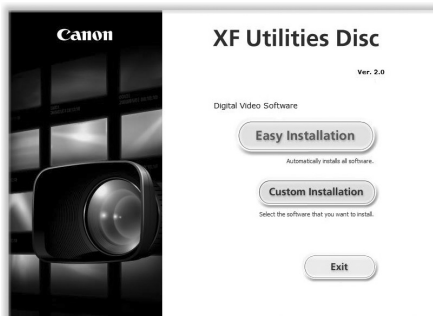 Canon
XF Utilities Disc
Ver. 2.0
Digital Video Software
Easy Installation
Automatically installs all software.
Custom Installation
Select the software that you want to install.
Exit